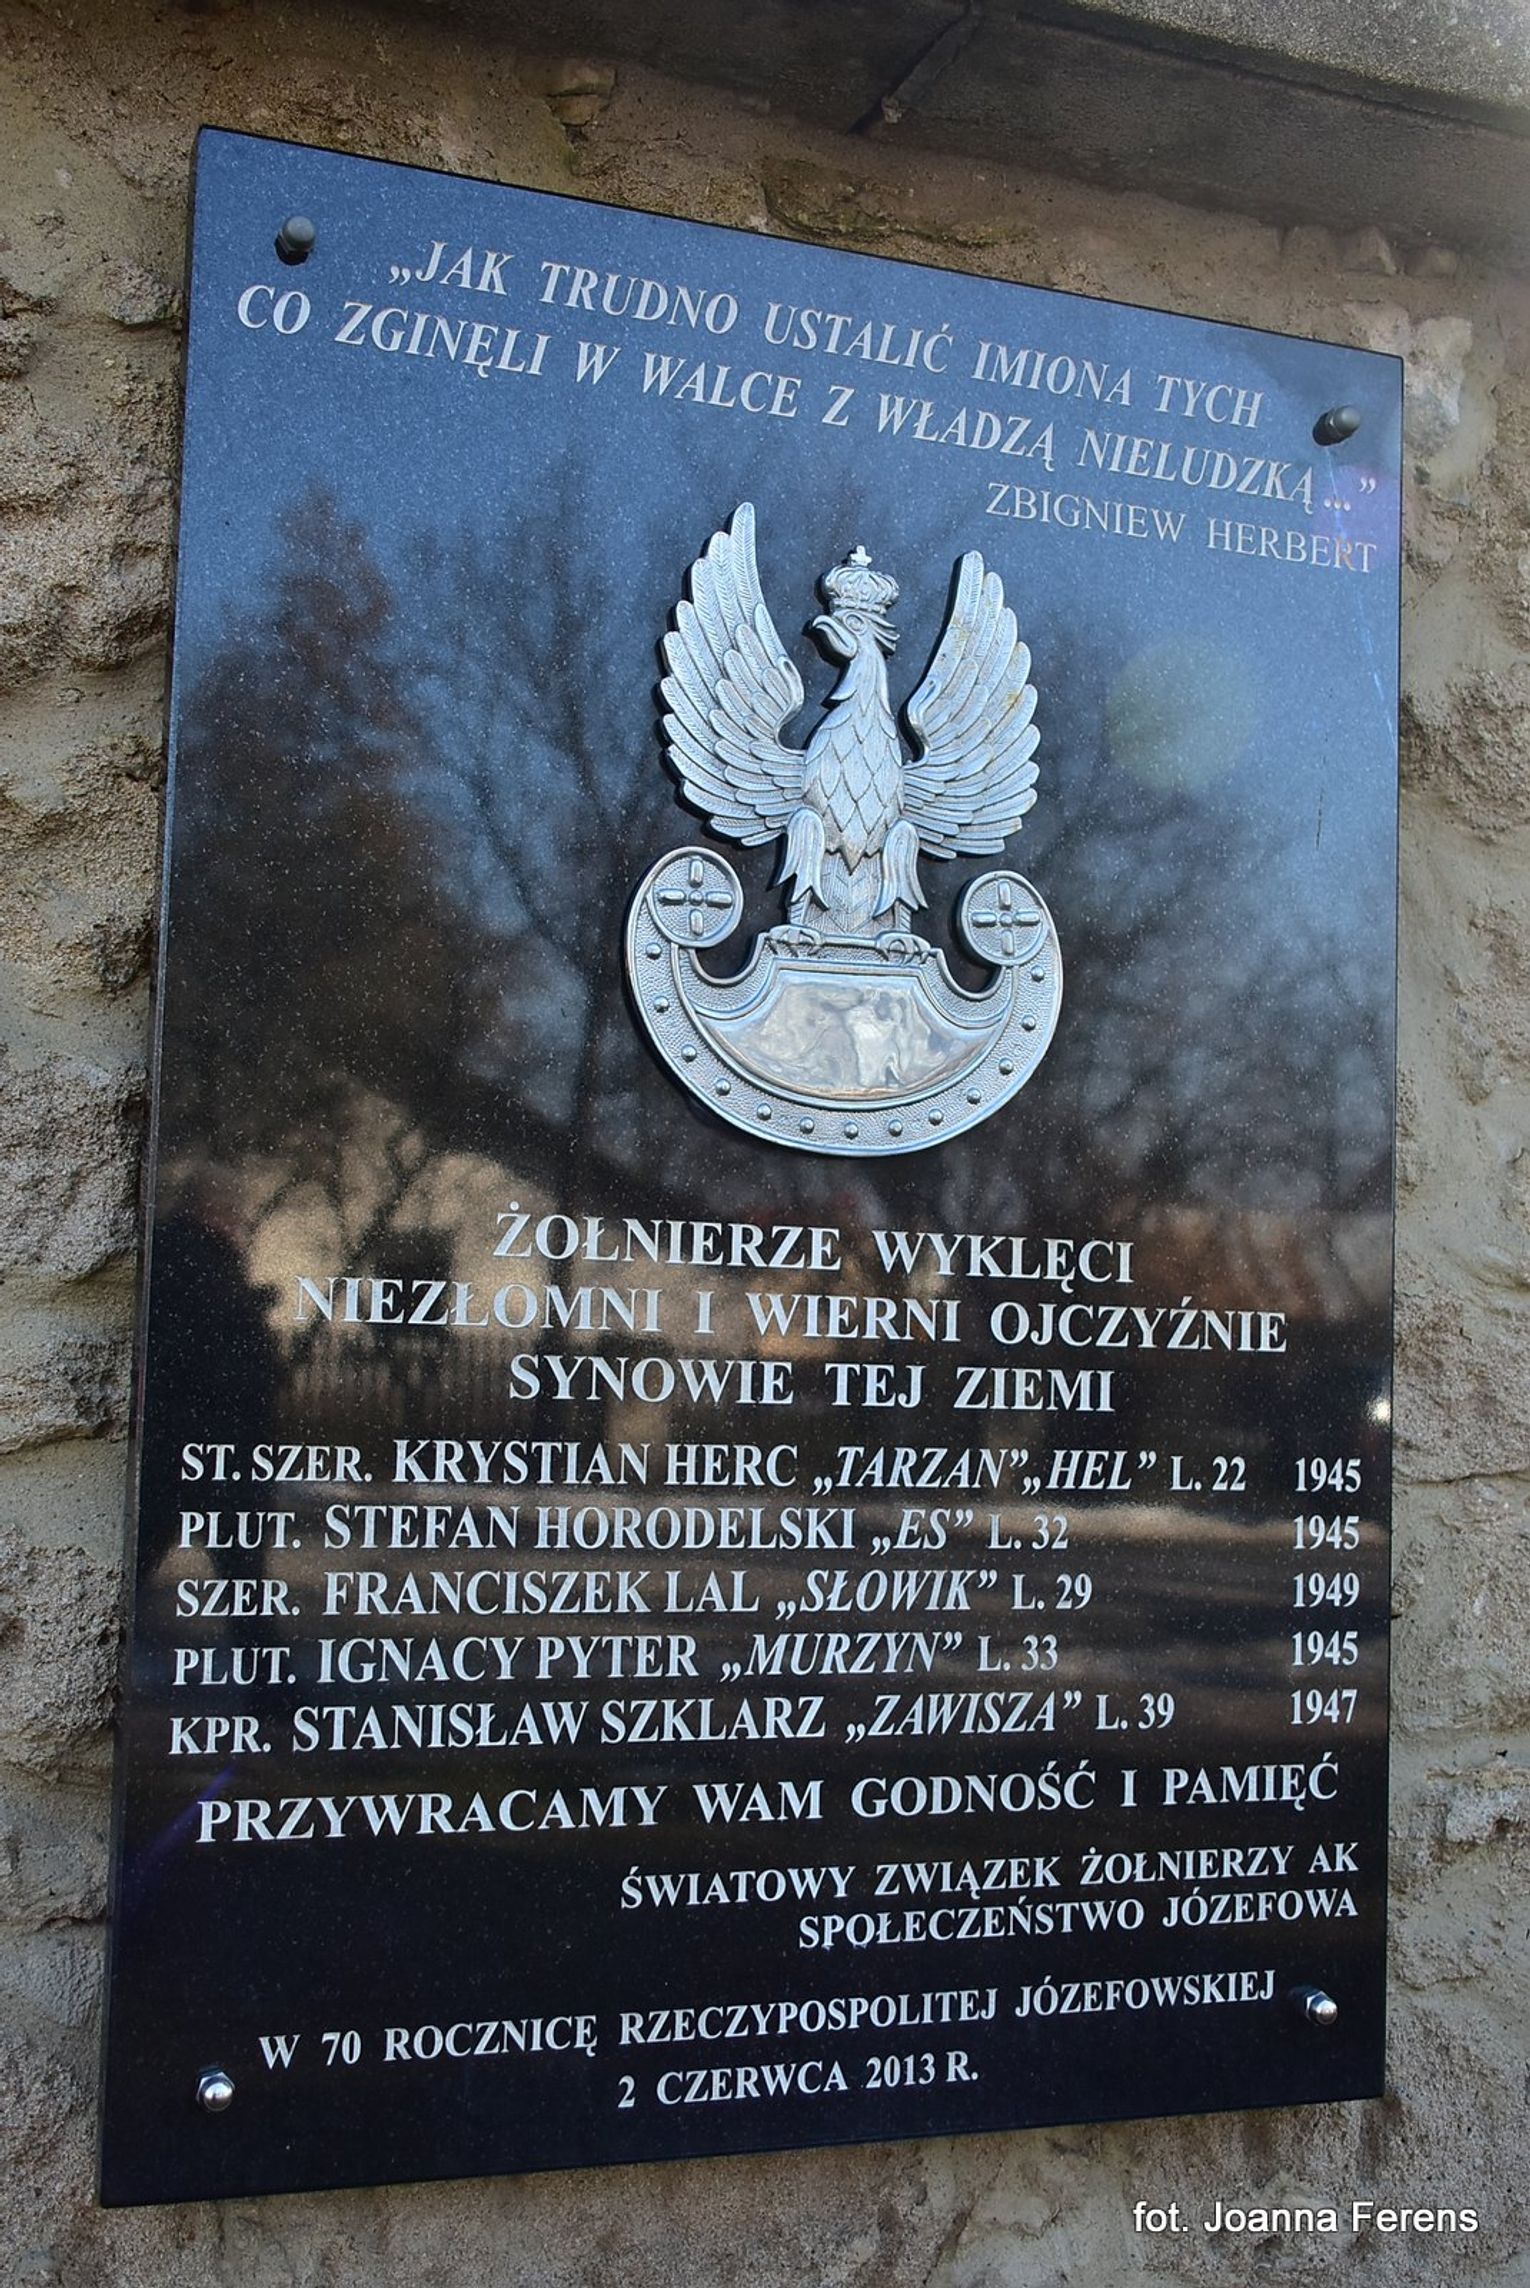 „JAK TRUDNO USTALIĆ IMIONA TYCH
CO ZGINĘLI W WALCE Z WŁADZĄ NIELUDZKĄ..."
ZBIGNIEW HERBERT
ŻOŁNIERZE WYKLĘCI
NIEZŁOMNI I WIERNI OJCZYŹNIE
SYNOWIE TEJ ZIEMI
ST. SZER. KRYSTIAN HERC „TARZAN”„HEL” L. 22 1945
PLUT. STEFAN HORODELSKI „ES” L. 32 1945
SZER. FRANCISZEK LAL „SŁOWIK” L. 29 1949
PLUT. IGNACY PYTER „MURZYN” L. 33 1945
KPR. STANISŁAW SZKLARZ „ZAWISZA” L. 39 1947
PRZYWRACAMY WAM GODNOŚĆ I PAMIĘĆ
ŚWIATOWY ZWIĄZEK ŻOŁNIERZY AK
SPOŁECZEŃSTWO JÓZEFOWA
W 70 ROCZNICĘ RZECZYPOSPOLITEJ JÓZEFOWSKIEJ
2 CZERWCA 2013 R.
fot. Joanna Ferens